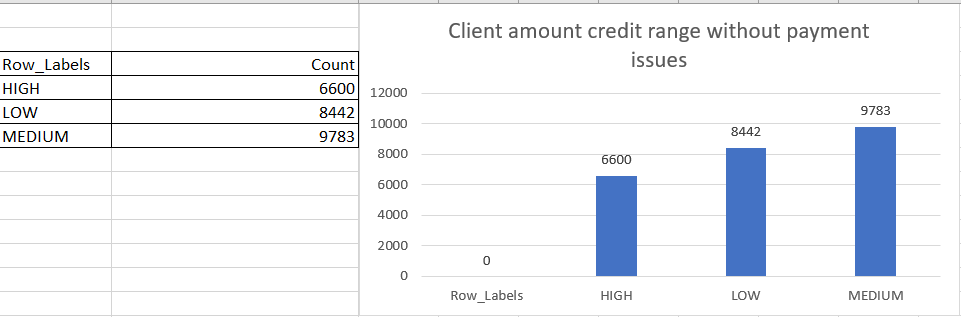 Row_Labels Count
HIGH 6600
LOW 8442
MEDIUM 9783
Client amount credit range without payment
issues
12000
10000
8000
6000
4000
2000
0
0
6600
8442
9783
Row_Labels HIGH LOW MEDIUM